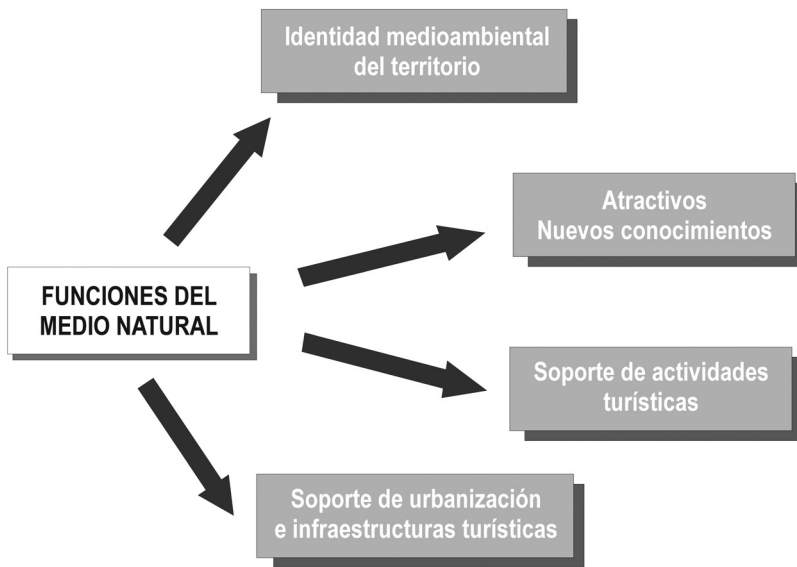 Identidad medioambiental
del territorio
Atractivos
Nuevos conocimientos
FUNCIONES DEL
MEDIO NATURAL
Soporte de actividades
turísticas
Soporte de urbanización
e infraestructuras turísticas